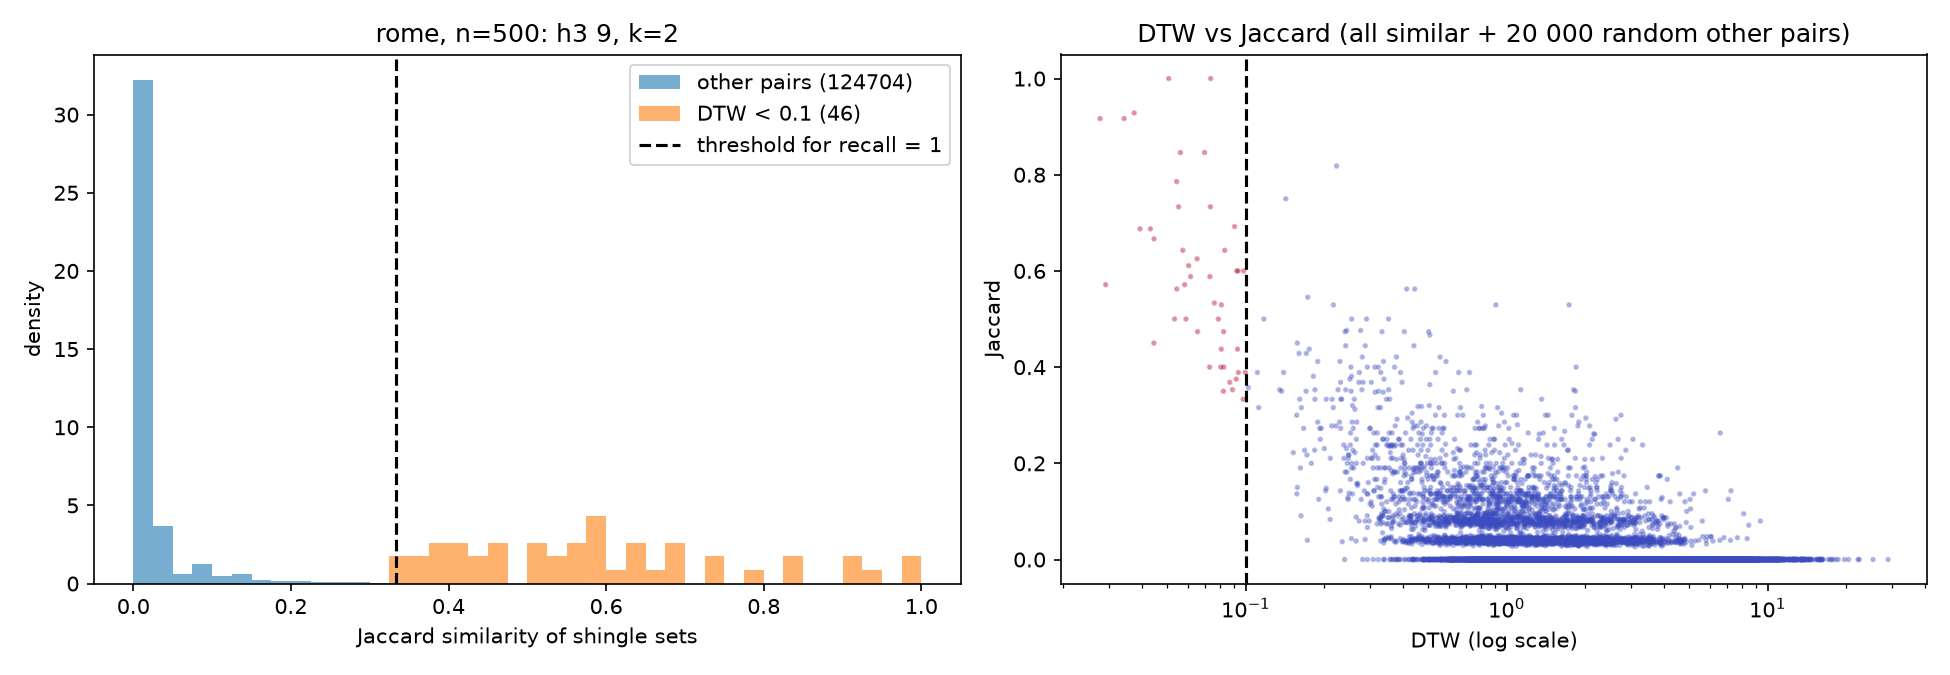 rome, n=500: h3 9, k=2
other pairs (124704)
DTW < 0.1 (46)
threshold for recall = 1
density
30
25
20
15
10
5
0
0.0 0.2 0.4 0.6 0.8 1.0
Jaccard similarity of shingle sets
DTW vs Jaccard (all similar + 20 000 random other pairs)
Jaccard
1.0
0.8
0.6
0.4
0.2
0.0
10⁻¹ 10⁰ 10¹
DTW (log scale)